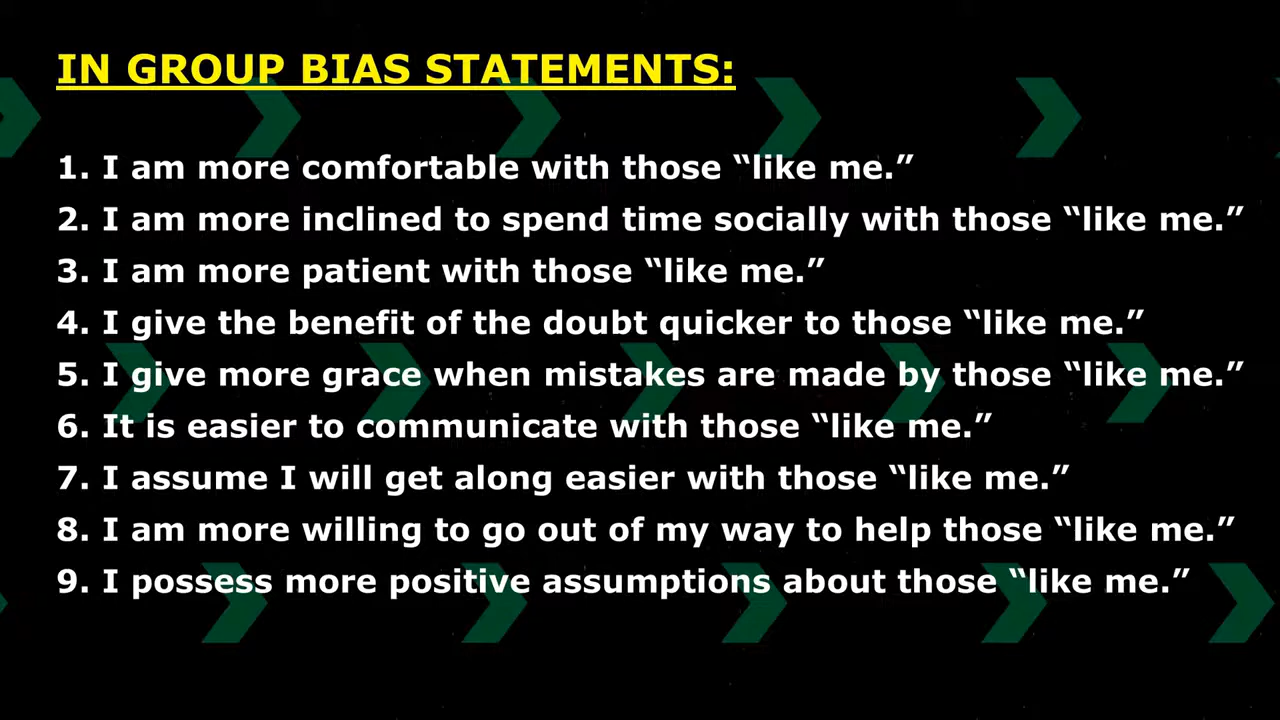 IN GROUP BIAS STATEMENTS:
1. I am more comfortable with those “like me.”
2. I am more inclined to spend time socially with those “like me.”
3. I am more patient with those “like me.”
4. I give the benefit of the doubt quicker to those “like me.”
5. I give more grace when mistakes are made by those “like me.”
6. It is easier to communicate with those “like me.”
7. I assume I will get along easier with those “like me.”
8. I am more willing to go out of my way to help those “like me.”
9. I possess more positive assumptions about those “like me.”